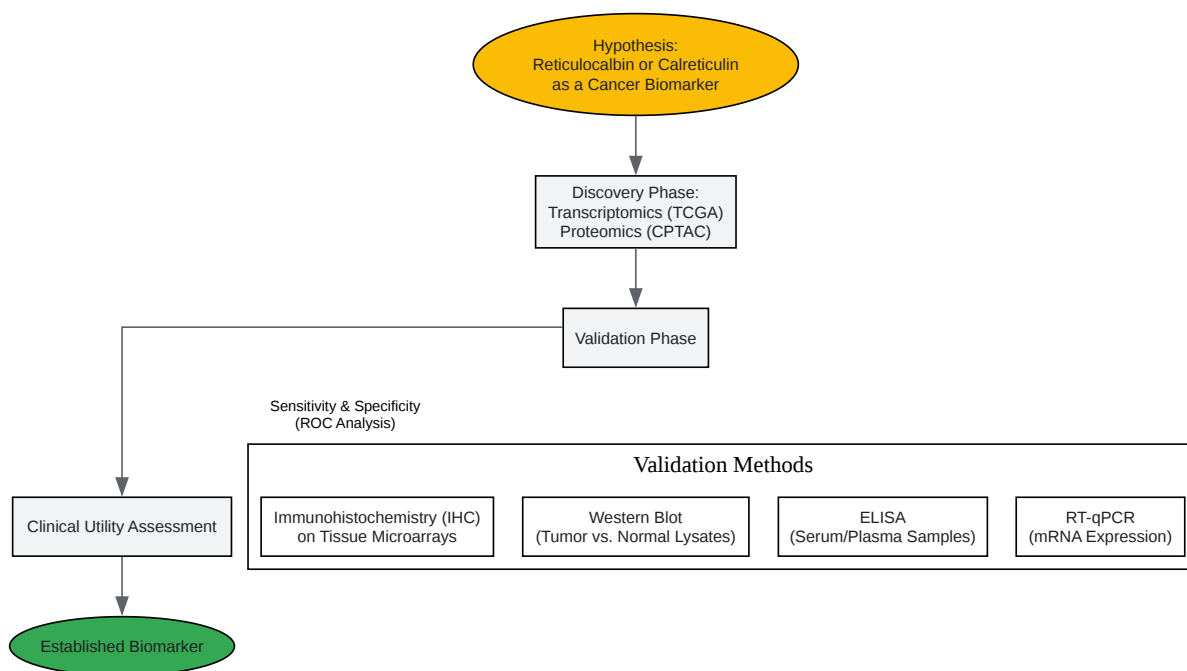 Hypothesis:
Reticulocalbin or Calreticulin
as a Cancer Biomarker
Discovery Phase:
Transcriptomics (TCGA)
Proteomics (CPTAC)
Validation Phase
Sensitivity & Specificity
(ROC Analysis)
Validation Methods
Clinical Utility Assessment
Immunohistochemistry (IHC)
on Tissue Microarrays
Western Blot
(Tumor vs. Normal Lysates)
ELISA
(Serum/Plasma Samples)
RT-qPCR
(mRNA Expression)
Established Biomarker